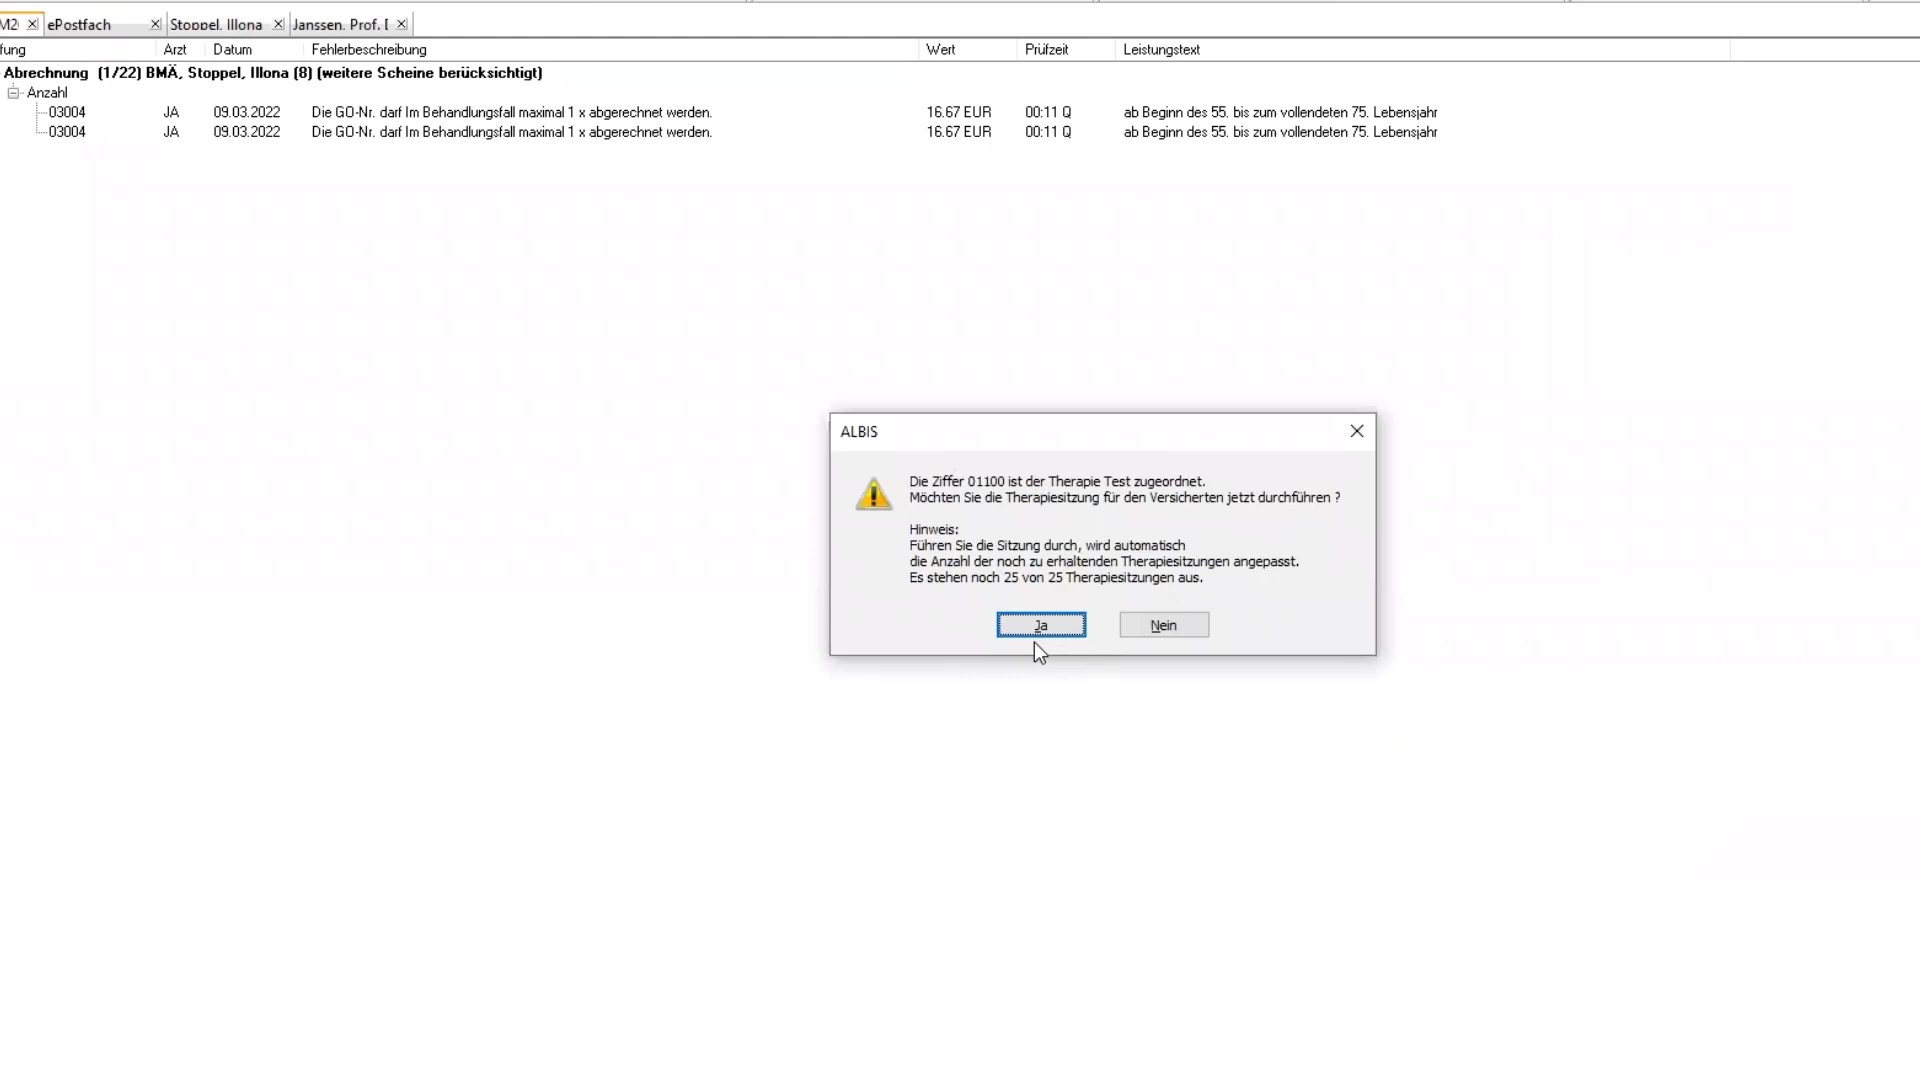 M2 ePostfach Stoppel, Illona Janssen, Prof. D
fung Arzt Datum Fehlerbeschreibung Wert Prüfzeit Leistungstext
Abrechnung (1/22) BMÄ, Stoppel, Illona (8) (weitere Scheine berücksichtigt)
Anzahl
03004 JA 09.03.2022 Die GO-Nr. darf Im Behandlungsfall maximal 1 x abgerechnet werden. 16.67 EUR 00:11 Q ab Beginn des 55. bis zum vollendeten 75. Lebensjahr
03004 JA 09.03.2022 Die GO-Nr. darf Im Behandlungsfall maximal 1 x abgerechnet werden. 16.67 EUR 00:11 Q ab Beginn des 55. bis zum vollendeten 75. Lebensjahr
ALBIS
Die Ziffer 01100 ist der Therapie Test zugeordnet.
Möchten Sie die Therapiesitzung für den Versicherten jetzt durchführen ?
Hinweis:
Führen Sie die Sitzung durch, wird automatisch
die Anzahl der noch zu erhaltenden Therapiesitzungen angepasst.
Es stehen noch 25 von 25 Therapiesitzungen aus.
Ja Nein